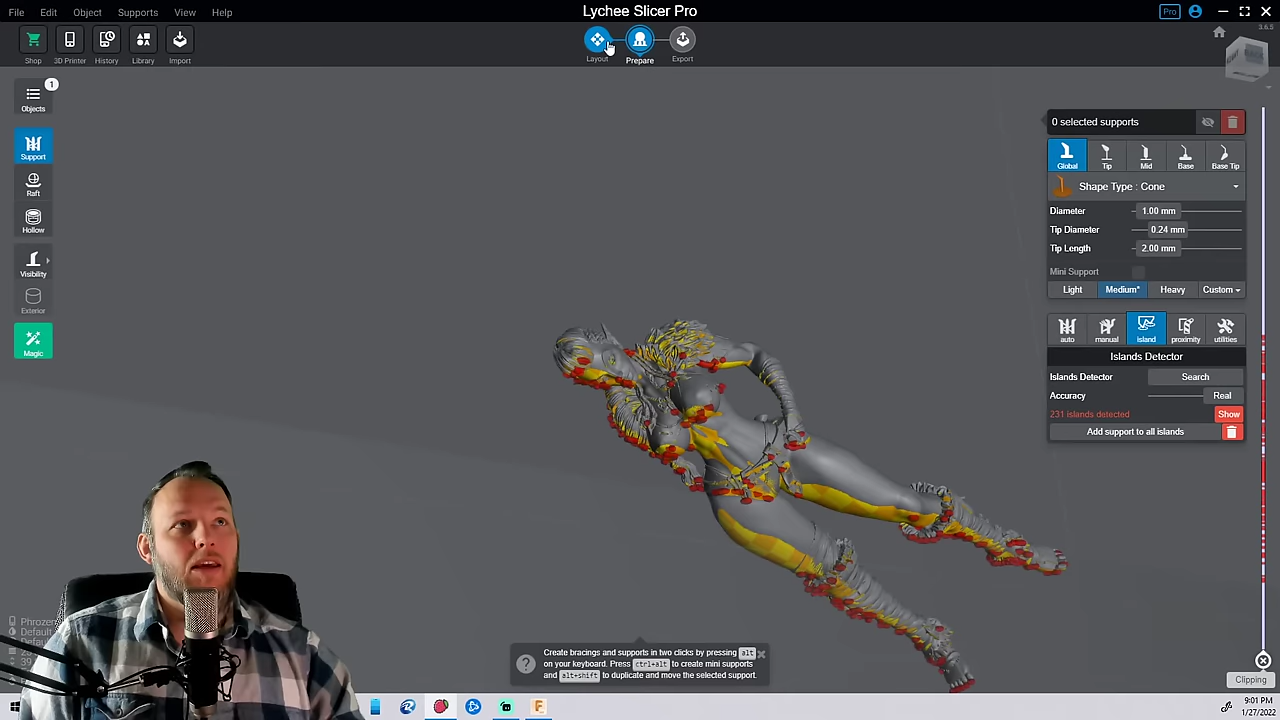 File Edit Object Supports View Help
Lychee Slicer Pro
Pro
Shop 3D Printer History Library Import
Layout Prepare Export
3.6.5
1
Objects
Support
Raft
Hollow
Visibility
Exterior
Magic
0 selected supports
Global Tip Mid Base Base Tip
Shape Type : Cone
Diameter 1.00 mm
Tip Diameter 0.24 mm
Tip Length 2.00 mm
Mini Support
Light Medium* Heavy Custom
auto manual island proximity utilities
Islands Detector
Islands Detector Search
Accuracy Real
231 islands detected Show
Add support to all islands
Phrozen
Default
Create bracings and supports in two clicks by pressing alt
on your keyboard. Press ctrl+alt to create mini supports
and alt+shift to duplicate and move the selected support.
Clipping
9:01 PM
1/27/2022